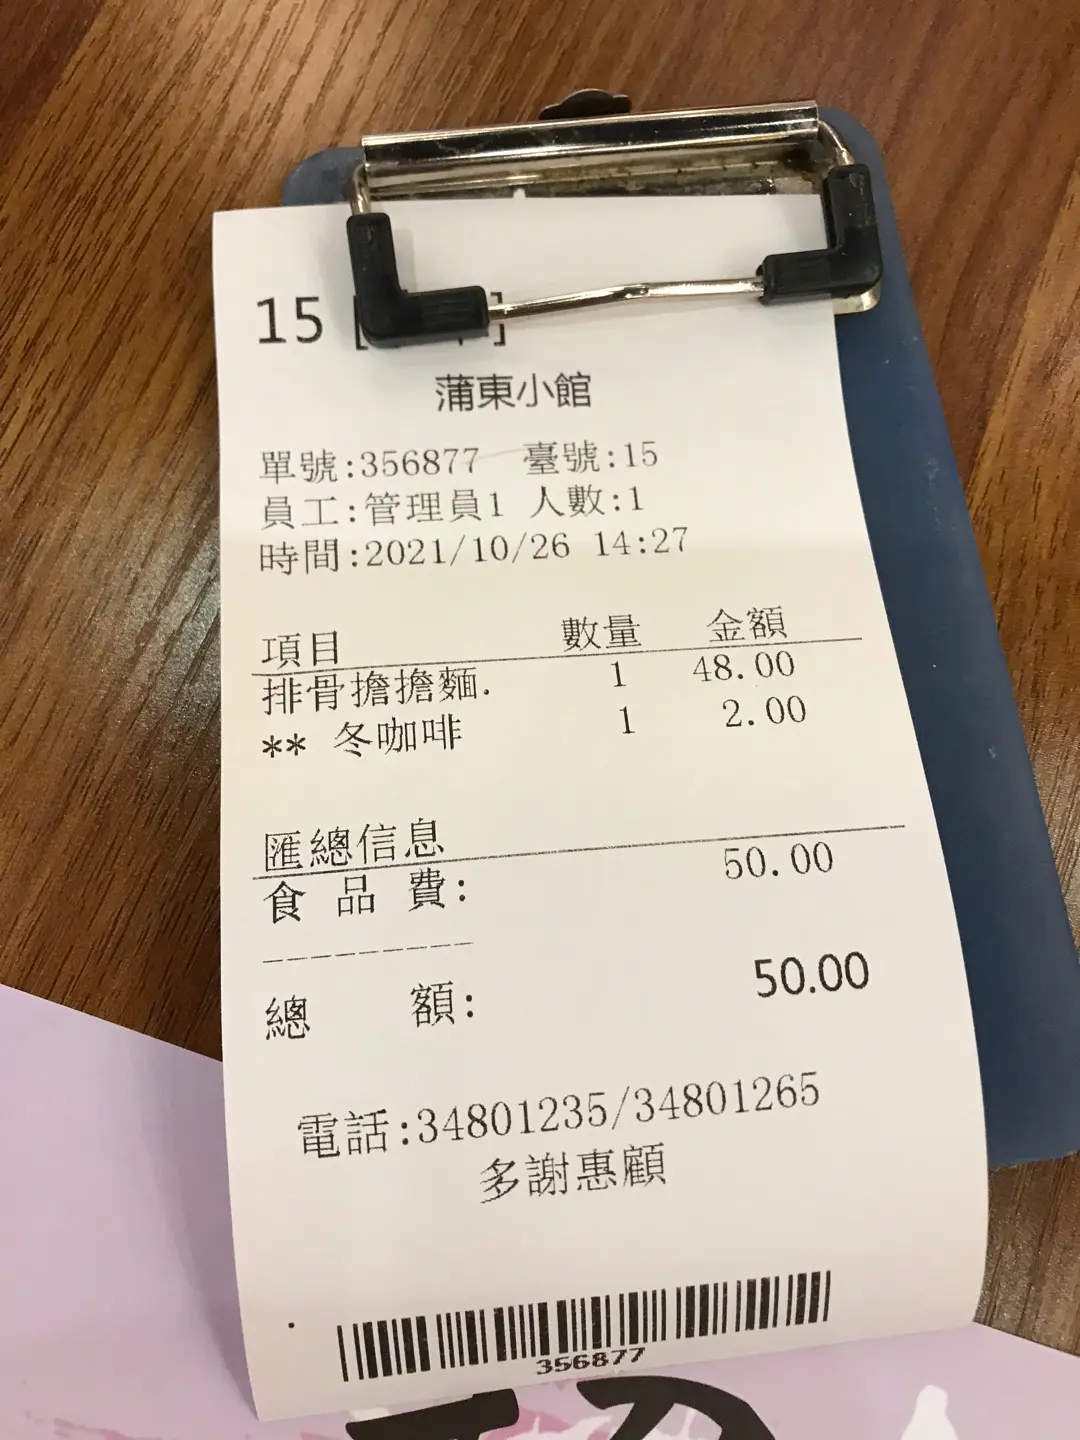 15
蒲東小館
單號:356877 臺號:15
員工:管理員1 人數:1
時間:2021/10/26 14:27
項目 數量 金額
排骨擔擔麵. 1 48.00
** 冬咖啡 1 2.00
匯總信息
食品費: 50.00
總額: 50.00
電話:34801235/34801265
多謝惠顧
356877